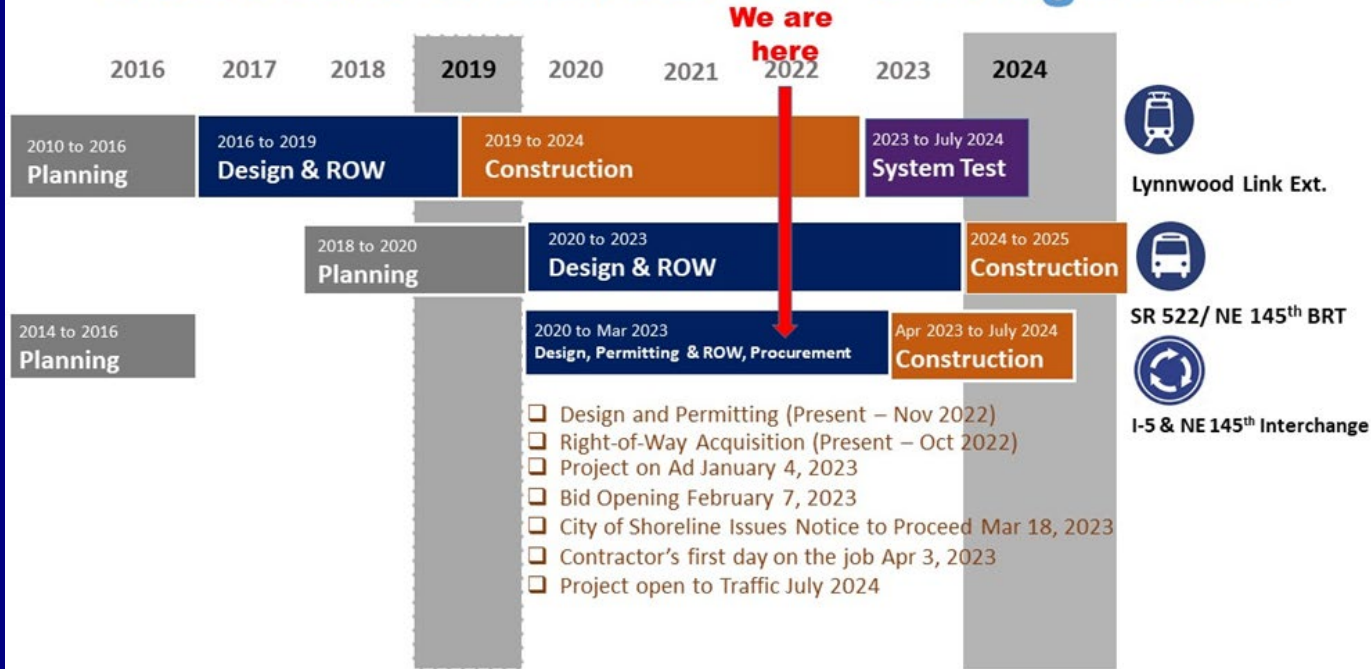 We are
here
2016 2017 2018 2019 2020 2021 2022 2023 2024
2010 to 2016
Planning
2016 to 2019
Design & ROW
2019 to 2024
Construction
2023 to July 2024
System Test
Lynnwood Link Ext.
2018 to 2020
Planning
2020 to 2023
Design & ROW
2024 to 2025
Construction
SR 522/ NE 145th BRT
2014 to 2016
Planning
2020 to Mar 2023
Design, Permitting & ROW, Procurement
Apr 2023 to July 2024
Construction
I-5 & NE 145th Interchange
❑ Design and Permitting (Present – Nov 2022)
❑ Right-of-Way Acquisition (Present – Oct 2022)
❑ Project on Ad January 4, 2023
❑ Bid Opening February 7, 2023
❑ City of Shoreline Issues Notice to Proceed Mar 18, 2023
❑ Contractor's first day on the job Apr 3, 2023
❑ Project open to Traffic July 2024